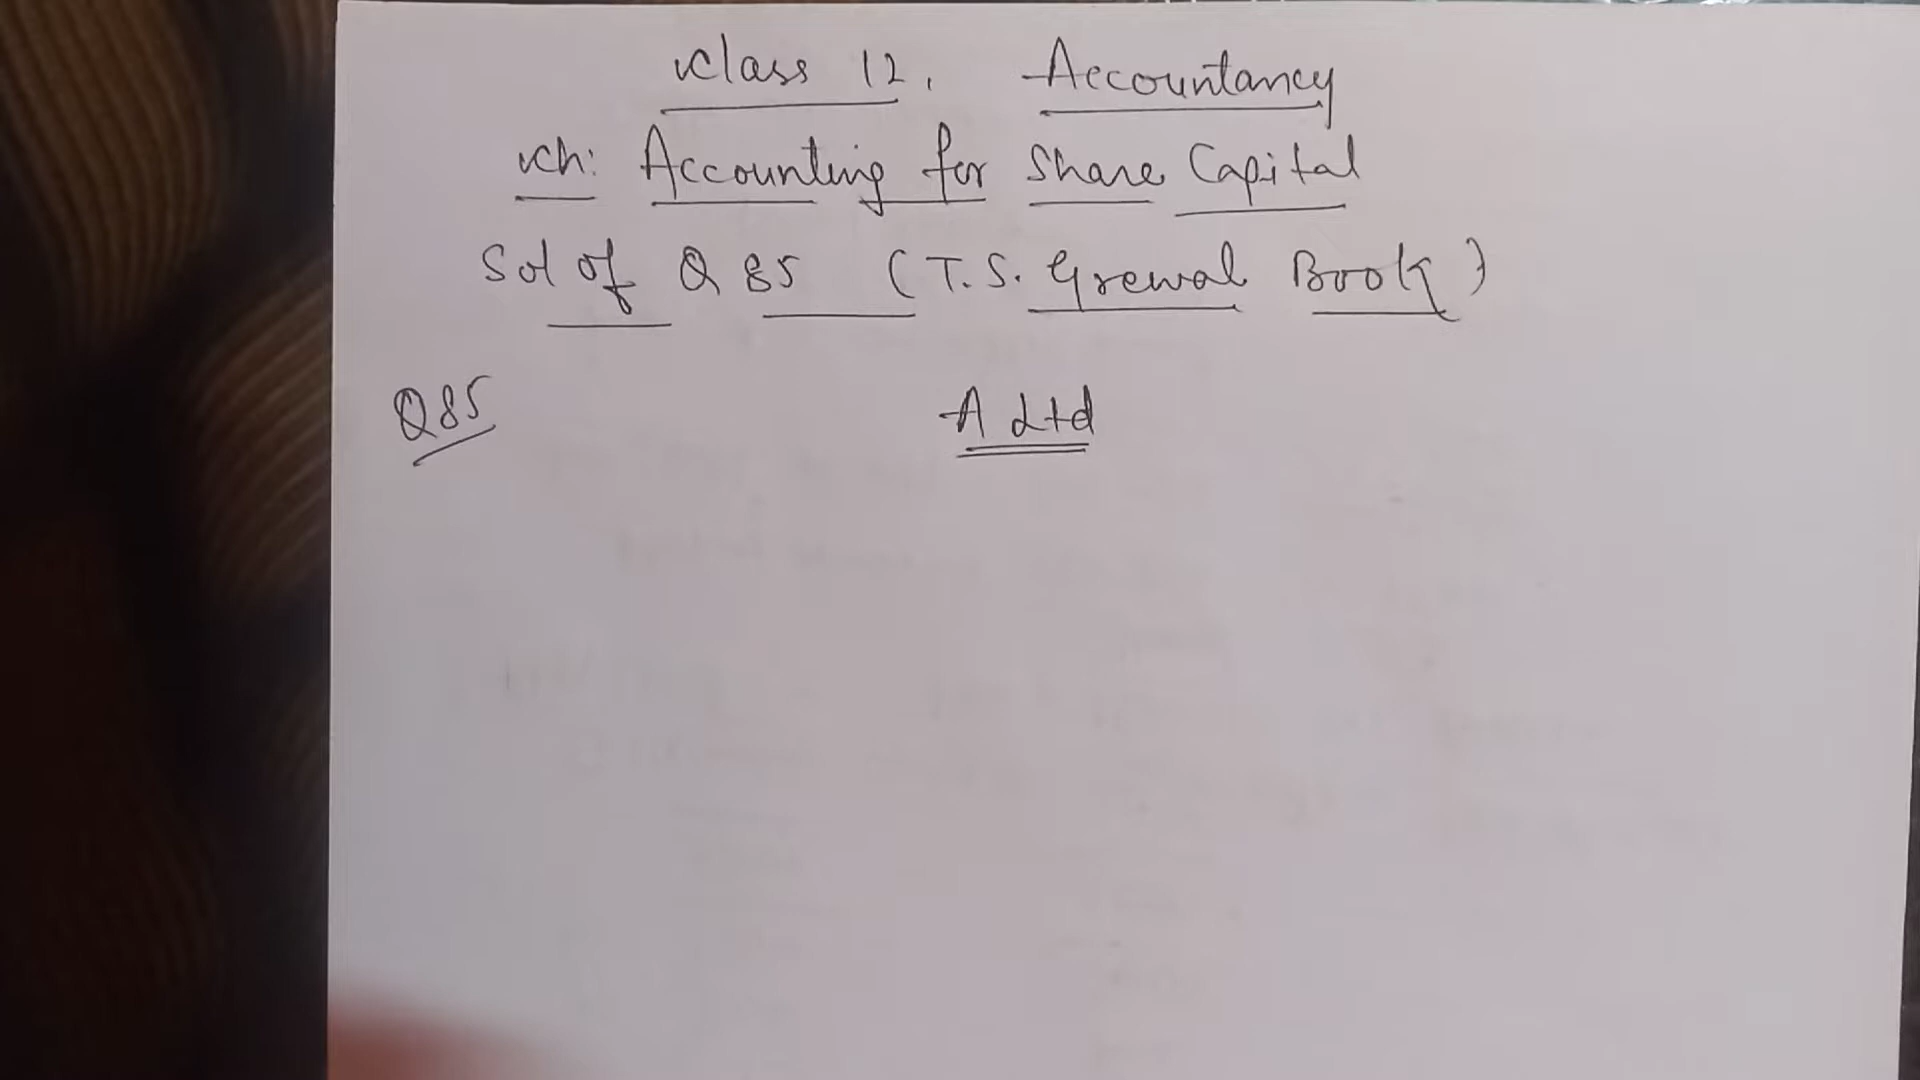 Class 12. Accountancy
Ch: Accounting for Share Capital
Sol of Q 85 (T.S. Grewal Book)
Q85 A Ltd